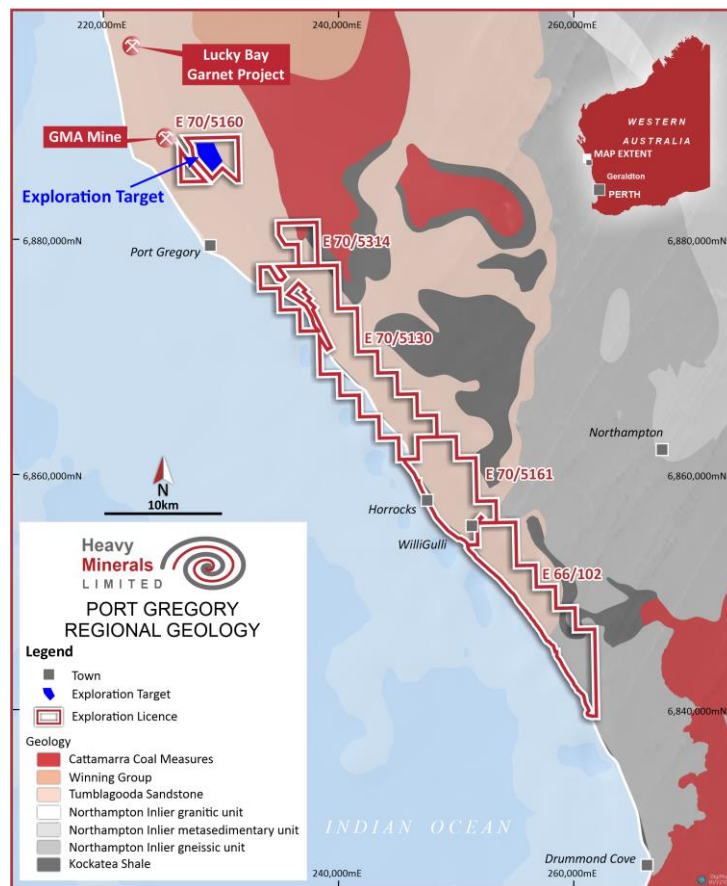 220,000mE
240,000mE
260,000mE
Lucky Bay
Garnet Project
GMA Mine
E 70/5160
Exploration Target
WESTERN
AUSTRALIA
MAP EXTENT
Geraldton
PERTH
6,880,000mN
6,880,000mN
Port Gregory
E 70/5314
E 70/5130
Northampton
6,860,000mN
6,860,000mN
E 70/5161
N
10km
Horrocks
WilliGulli
E 66/102
Heavy
Minerals
LIMITED
PORT GREGORY
REGIONAL GEOLOGY
Legend
Town
Exploration Target
Exploration Licence
6,840,000mN
Geology
Cattamarra Coal Measures
Winning Group
Tumblagooda Sandstone
Northampton Inlier granitic unit
Northampton Inlier metasedimentary unit
Northampton Inlier gneissic unit
Kockatea Shale
INDIAN OCEAN
Drummond Cove
240,000mE
260,000mE